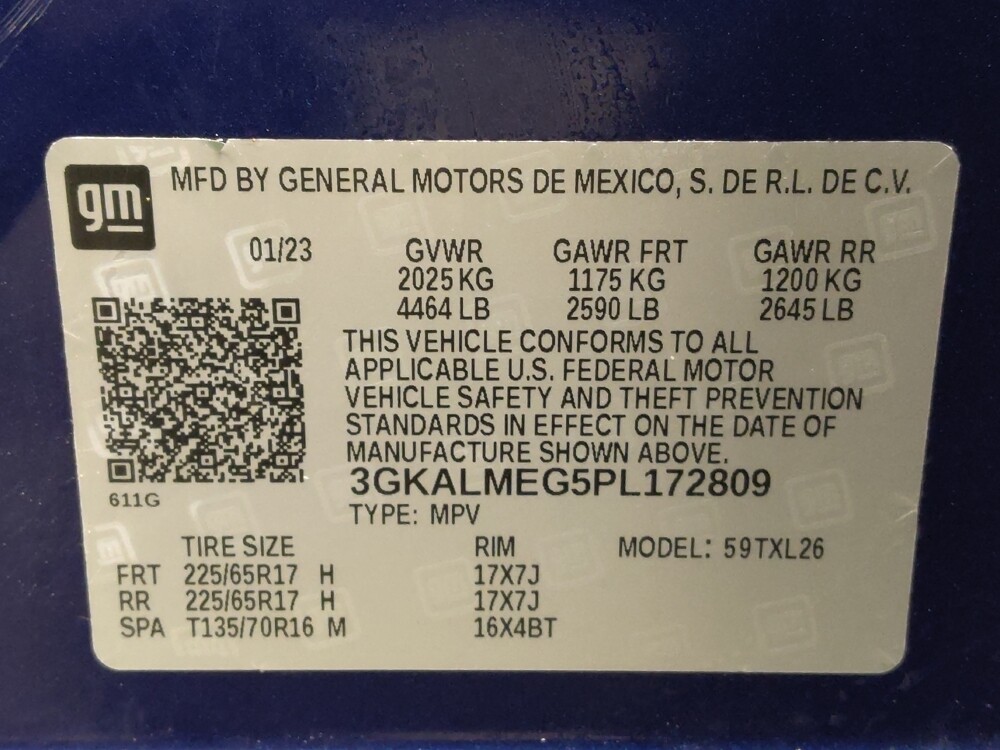 gm
MFD BY GENERAL MOTORS DE MEXICO, S. DE R.L. DE C.V.
01/23 GVWR GAWR FRT GAWR RR
2025 KG 1175 KG 1200 KG
4464 LB 2590 LB 2645 LB
THIS VEHICLE CONFORMS TO ALL
APPLICABLE U.S. FEDERAL MOTOR
VEHICLE SAFETY AND THEFT PREVENTION
STANDARDS IN EFFECT ON THE DATE OF
MANUFACTURE SHOWN ABOVE.
3GKALMEG5PL172809
611G
TYPE: MPV
TIRE SIZE RIM MODEL: 59TXL26
FRT 225/65R17 H 17X7J
RR 225/65R17 H 17X7J
SPA T135/70R16 M 16X4BT